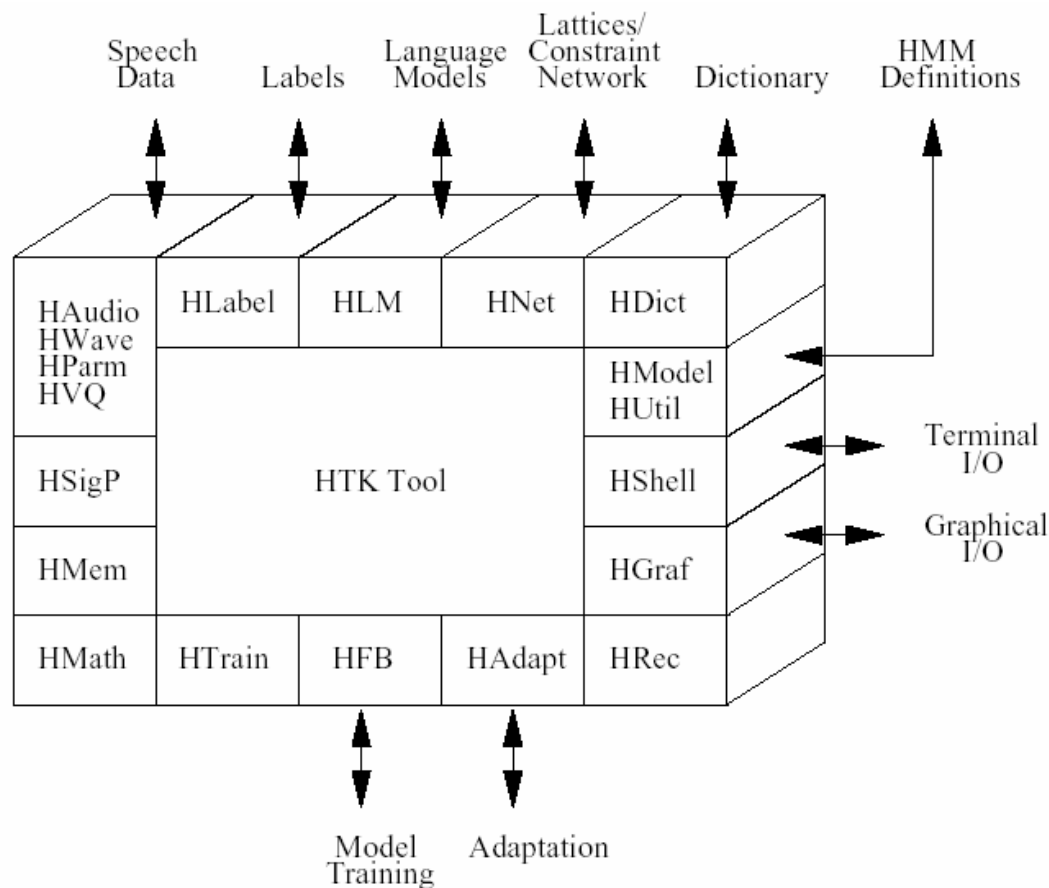 Speech
Data
Labels
Language
Models
Lattices/
Constraint
Network
Dictionary
HMM
Definitions
HAudio
HWave
HParm
HVQ
HLabel
HLM
HNet
HDict
HModel
HUtil
HSigP
HTK Tool
HShell
Terminal
I/O
HMem
HGraf
Graphical
I/O
HMath
HTrain
HFB
HAdapt
HRec
Model
Training
Adaptation